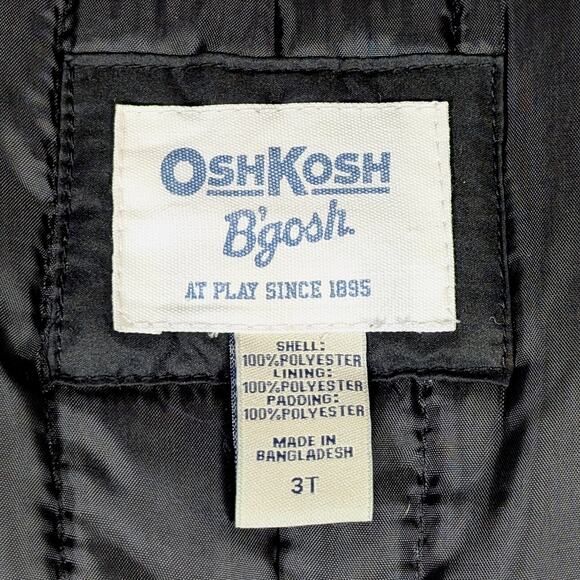 OSHKOSH
B'gosh.
AT PLAY SINCE 1895
SHELL:
100%POLYESTER
LINING:
100%POLYESTER
PADDING:
100%POLYESTER
MADE IN
BANGLADESH
3T